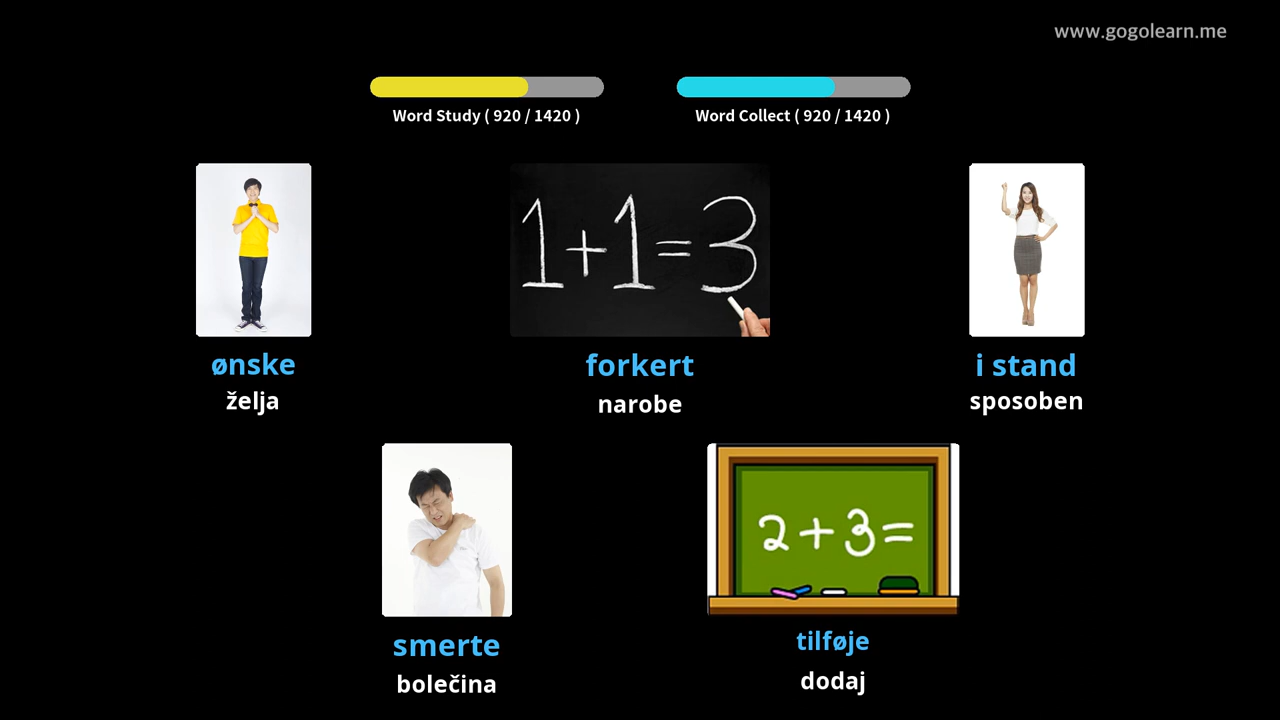 www.gogolearn.me
Word Study ( 920 / 1420 )
Word Collect ( 920 / 1420 )
1+1=3
ønske
želja
forkert
narobe
i stand
sposoben
2+3=
smerte
bolečina
tilføje
dodaj